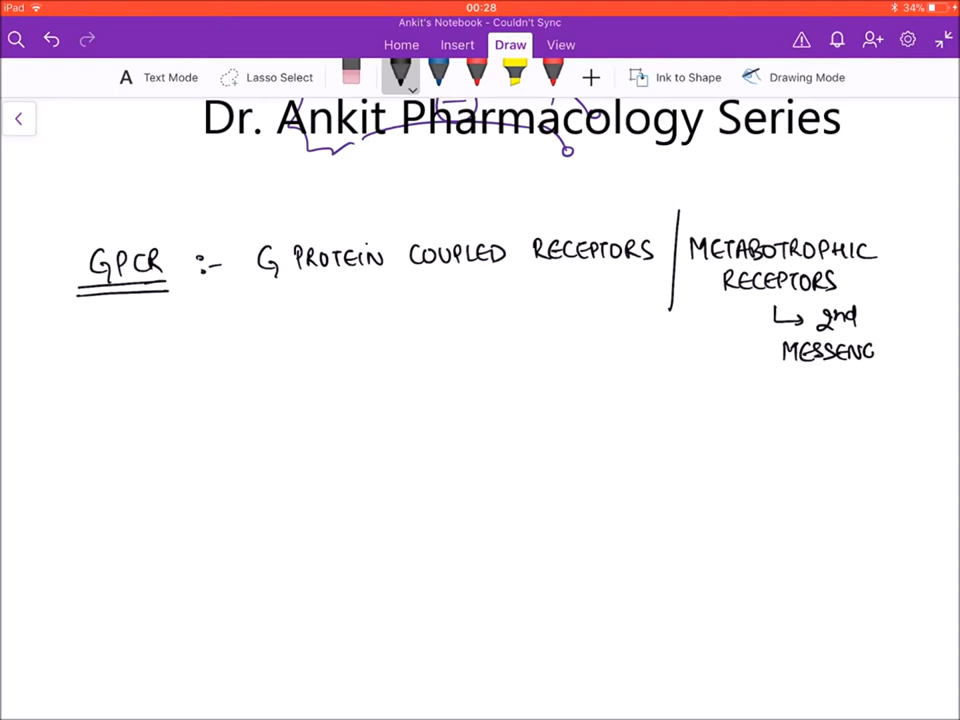 iPad
00:28
34%
Ankit's Notebook - Couldn't Sync
Home Insert Draw View
A Text Mode Lasso Select Ink to Shape Drawing Mode
Dr. Ankit Pharmacology Series
GPCR :- G PROTEIN COUPLED RECEPTORS / METABOTROPHIC
RECEPTORS
↳ 2nd
MESSENG